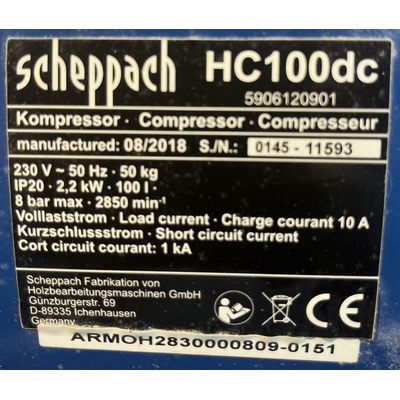 scheppach HC100dc
5906120901
Kompressor · Compressor · Compresseur
manufactured: 08/2018 S./N.: 0145 - 11593
230 V ~ 50 Hz · 50 kg
IP20 · 2,2 kW · 100 l ·
8 bar max · 2850 min⁻¹
Volllaststrom · Load current · Charge courant 10 A
Kurzschlussstrom · Short circuit current
Cort circuit courant: 1 kA
Scheppach Fabrikation von
Holzbearbeitungsmaschinen GmbH
Günzburgerstr. 69
D-89335 Ichenhausen
Germany
CE
ARMOH2830000809-0151